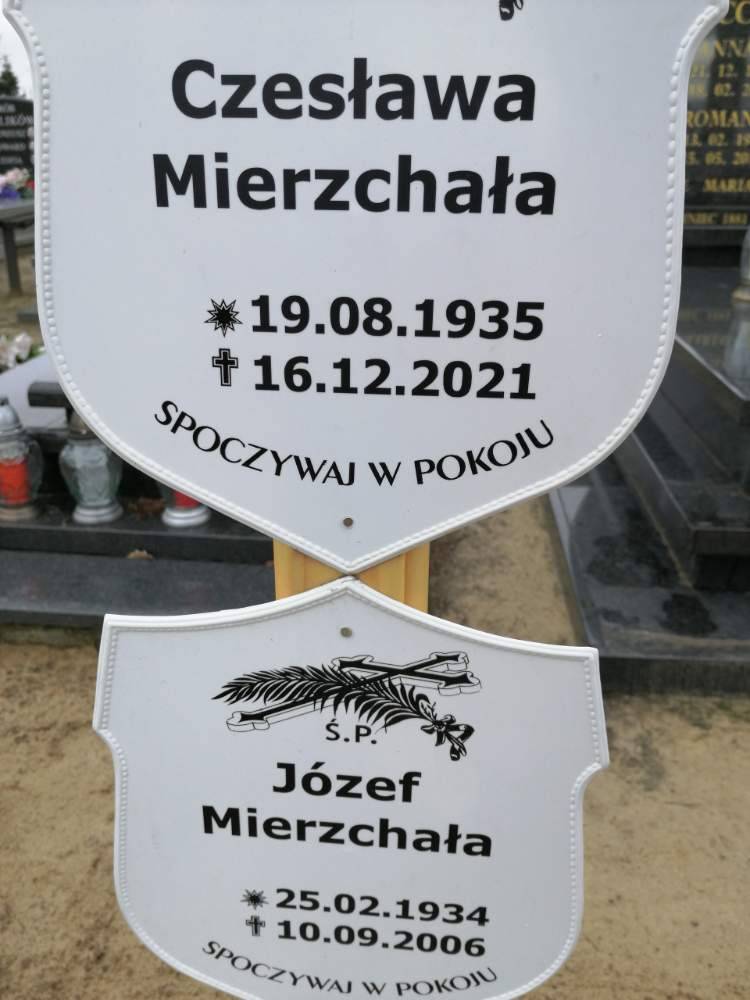 Czesława
Mierzchała
19.08.1935
16.12.2021
SPOCZYWAJ W POKOJU
Ś.P.
Józef
Mierzchała
25.02.1934
10.09.2006
SPOCZYWAJ W POKOJU